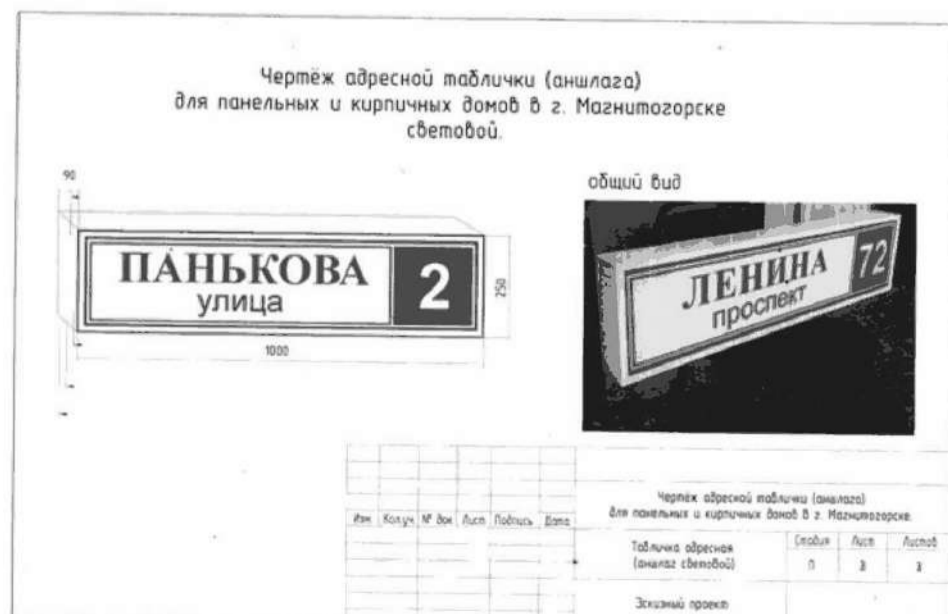 Чертёж адресной таблички (аншлага)
для панельных и кирпичных домов в г. Магнитогорске
световой.
90
общий вид
ПАНЬКОВА
улица
2
250
1000
ЛЕНИНА
проспект
72
Чертёж адресной таблички (аншлага)
для панельных и кирпичных домов в г. Магнитогорске.
Изм Кол.уч № док Лист Подпись Дата
Табличка адресная
(аншлаг световой)
Стадия Лист Листов
П 3 3
Эскизный проект